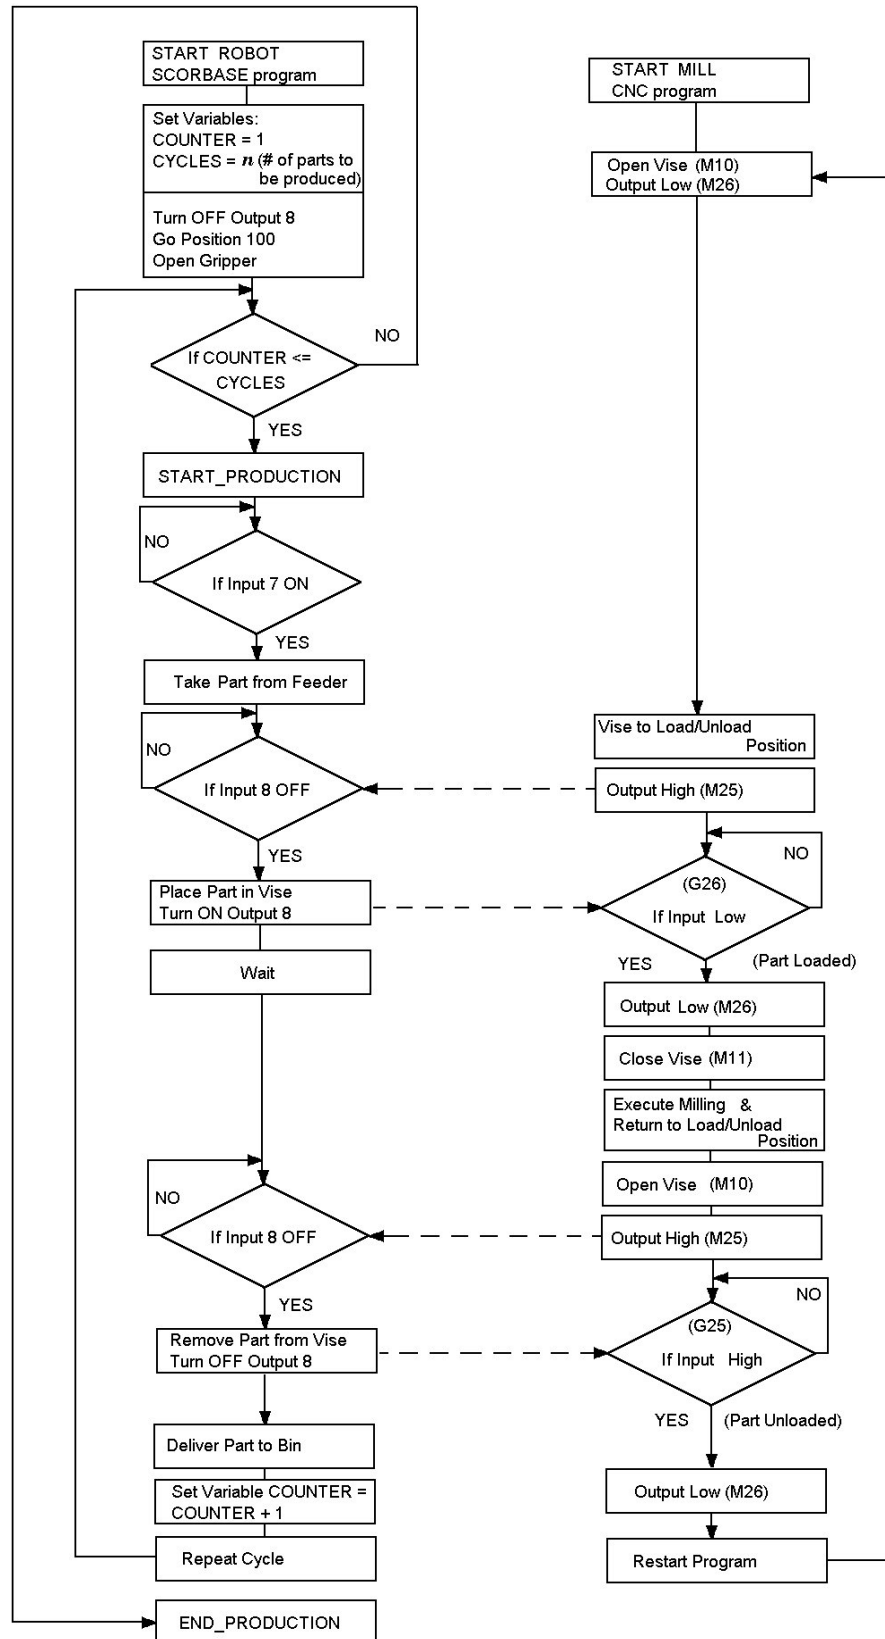 START ROBOT
SCORBASE program
Set Variables:
COUNTER = 1
CYCLES = n (# of parts to
be produced)
Turn OFF Output 8
Go Position 100
Open Gripper
NO
If COUNTER <=
CYCLES
YES
START_PRODUCTION
NO
If Input 7 ON
YES
Take Part from Feeder
NO
If Input 8 OFF
YES
Place Part in Vise
Turn ON Output 8
Wait
NO
If Input 8 OFF
YES
Remove Part from Vise
Turn OFF Output 8
Deliver Part to Bin
Set Variable COUNTER =
COUNTER + 1
Repeat Cycle
END_PRODUCTION
START MILL
CNC program
Open Vise (M10)
Output Low (M26)
Vise to Load/Unload
Position
Output High (M25)
NO
(G26)
If Input Low
YES
(Part Loaded)
Output Low (M26)
Close Vise (M11)
Execute Milling &
Return to Load/Unload
Position
Open Vise (M10)
Output High (M25)
NO
(G25)
If Input High
YES
(Part Unloaded)
Output Low (M26)
Restart Program